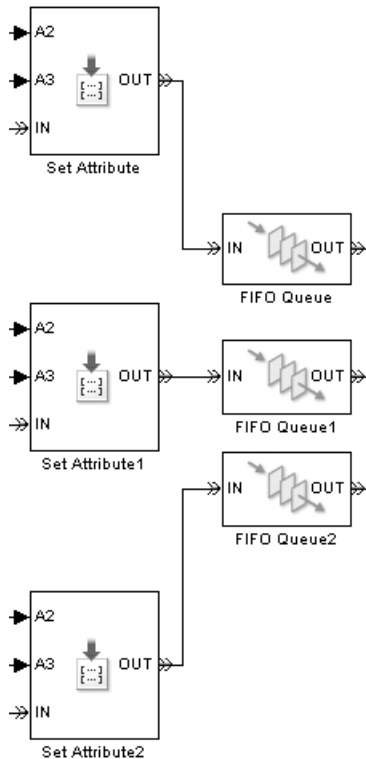 A2
A3 OUT
IN
Set Attribute
IN OUT
FIFO Queue
A2
A3 OUT
IN
Set Attribute1
IN OUT
FIFO Queue1
IN OUT
FIFO Queue2
A2
A3 OUT
IN
Set Attribute2